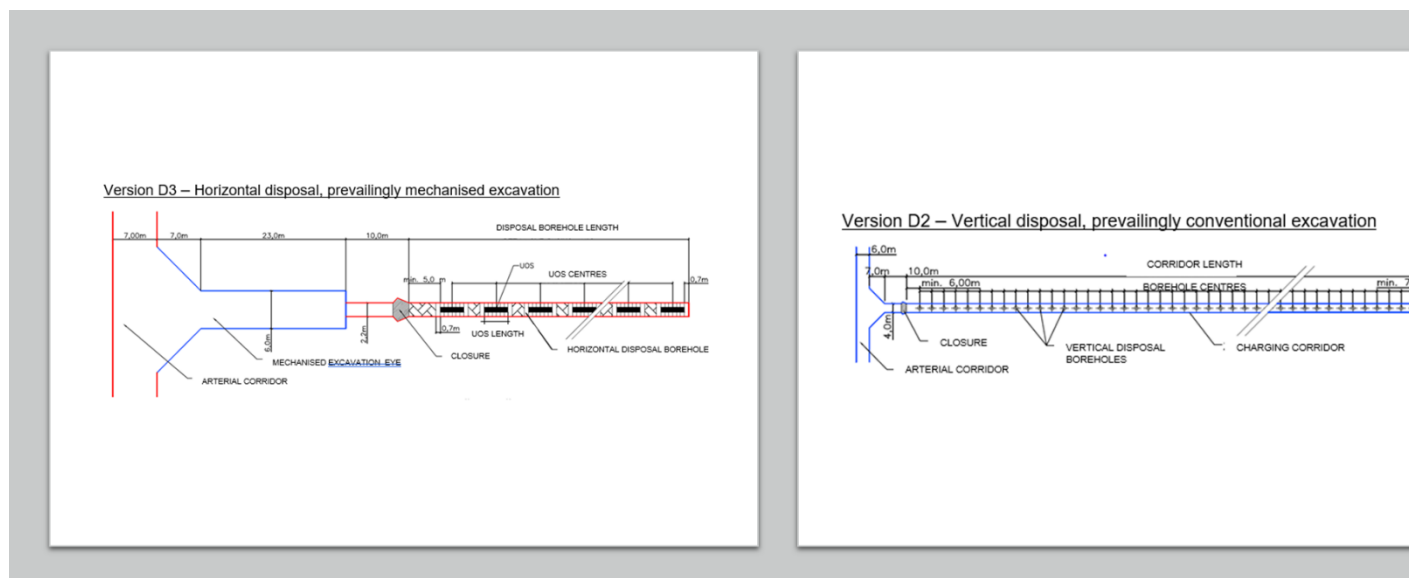 Version D3 – Horizontal disposal, prevailingly mechanised excavation
7,00m
7,0m
23,0m
10,0m
DISPOSAL BOREHOLE LENGTH
min. 5,0 m
UOS
UOS CENTRES
0,7m
6,0m
2,2m
0,7m
UOS LENGTH
HORIZONTAL DISPOSAL BOREHOLE
CLOSURE
MECHANISED EXCAVATION EYE
ARTERIAL CORRIDOR
Version D2 – Vertical disposal, prevailingly conventional excavation
6,0m
7,0m
10,0m
CORRIDOR LENGTH
min. 6,00m
BOREHOLE CENTRES
min. 7
4,0m
CLOSURE
VERTICAL DISPOSAL
BOREHOLES
CHARGING CORRIDOR
ARTERIAL CORRIDOR